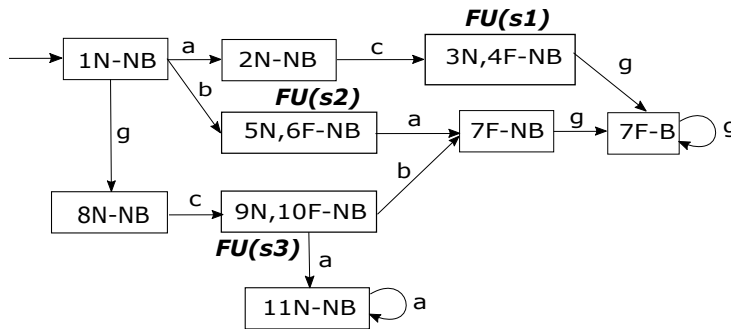 FU(s1)
1N-NB
a
2N-NB
c
3N,4F-NB
g
b
FU(s2)
5N,6F-NB
a
7F-NB
g
7F-B
g
g
b
8N-NB
c
9N,10F-NB
FU(s3)
a
11N-NB
a